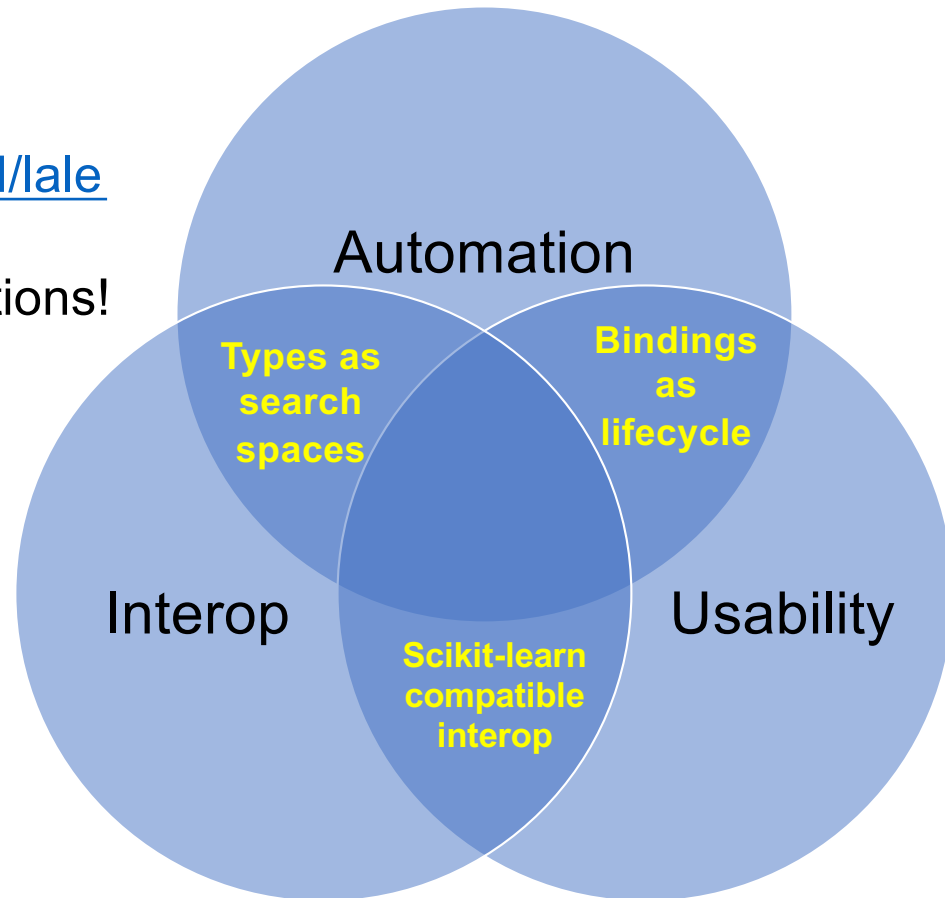 l/lale
Automation
tions!
Types as
search
spaces
Bindings
as
lifecycle
Interop
Usability
Scikit-learn
compatible
interop